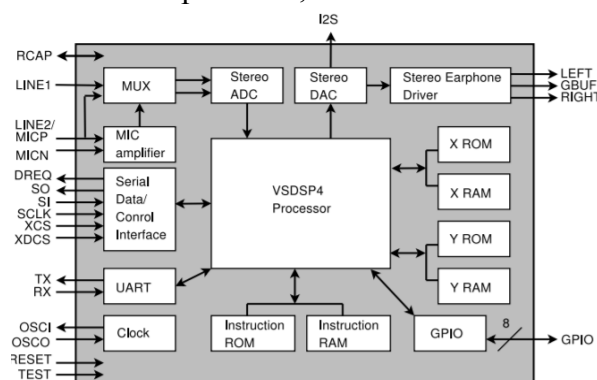 I2S
RCAP
LINE1
LINE2/
MICP
MICN
DREQ
SO
SI
SCLK
XCS
XDCS
TX
RX
OSCI
OSCO
RESET
TEST
MUX
Stereo
ADC
Stereo
DAC
Stereo Earphone
Driver
LEFT
GBUF
RIGHT
MIC
amplifier
Serial
Data/
Conrol
Interface
VSDSP4
Processor
X ROM
X RAM
Y ROM
Y RAM
UART
Clock
Instruction
ROM
Instruction
RAM
GPIO
8
GPIO